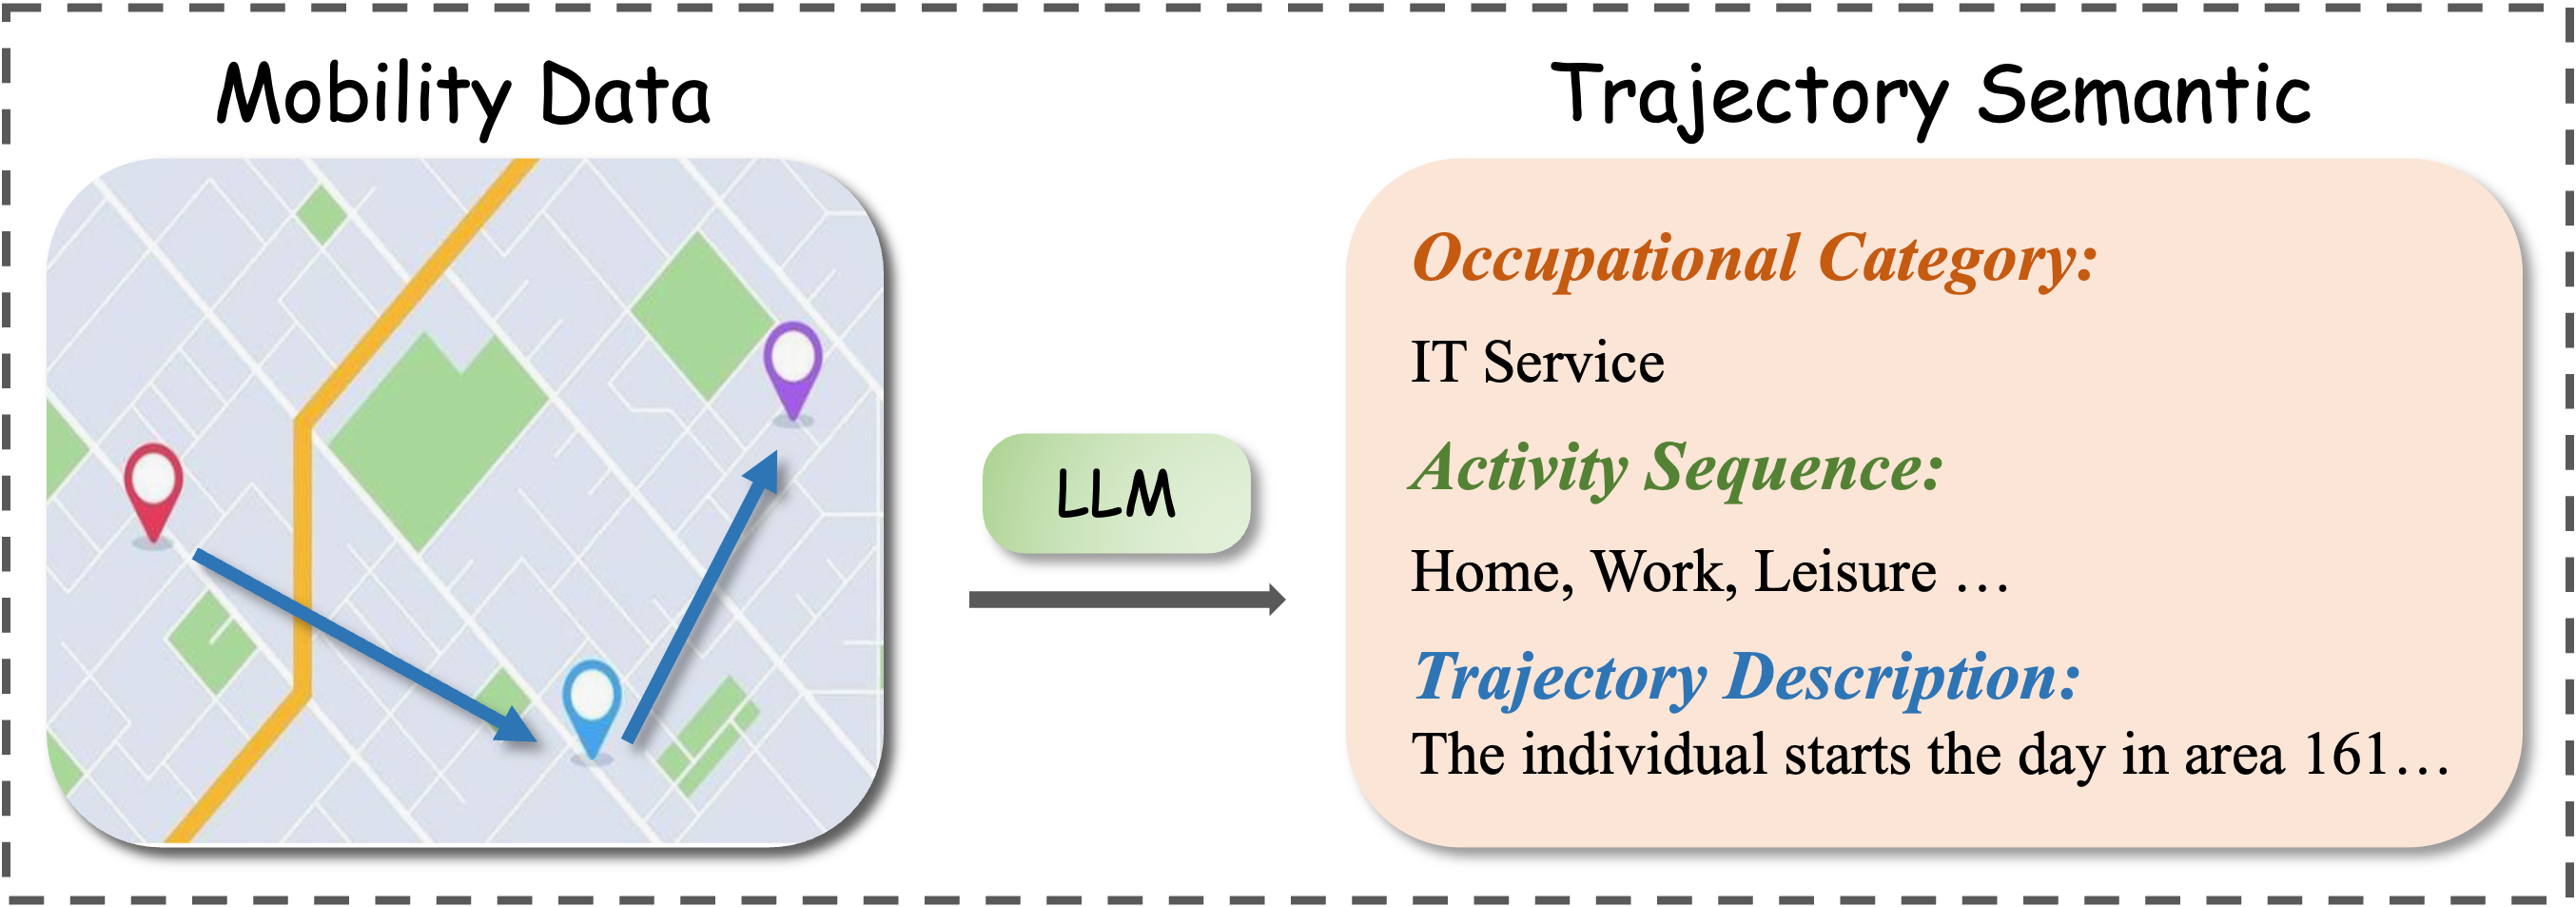 Mobility Data
Trajectory Semantic
LLM
Occupational Category:
IT Service
Activity Sequence:
Home, Work, Leisure …
Trajectory Description:
The individual starts the day in area 161…